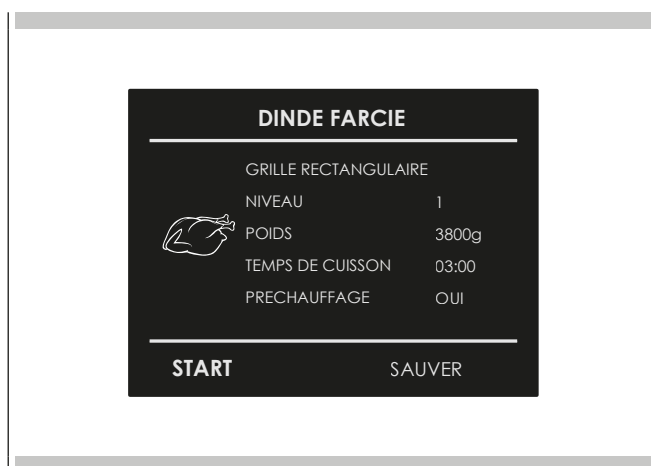 DINDE FARCIE
GRILLE RECTANGULAIRE
NIVEAU 1
POIDS 3800g
TEMPS DE CUISSON 03:00
PRECHAUFFAGE OUI
START SAUVER